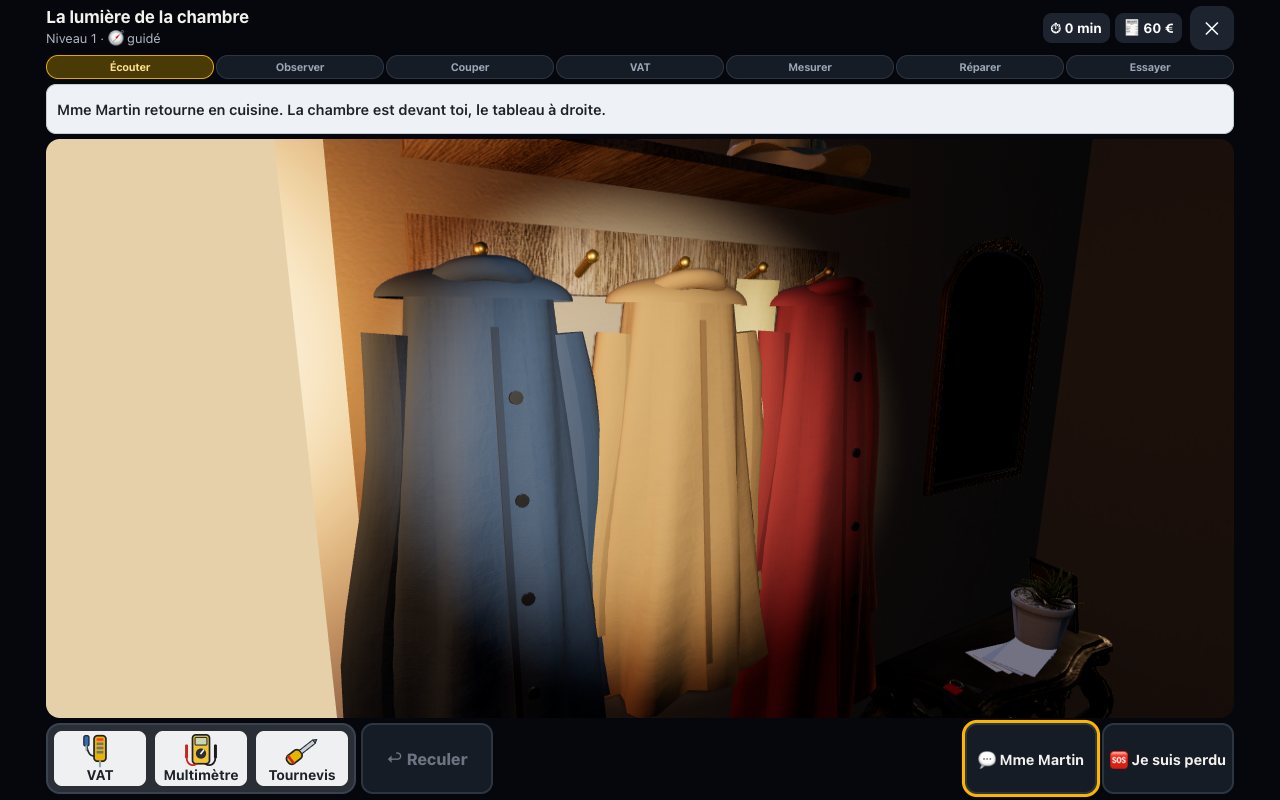 La lumière de la chambre
Niveau 1 · 🧭 guidé
⏱ 0 min
🧾 60 €
✕
Écouter
Observer
Couper
VAT
Mesurer
Réparer
Essayer
Mme Martin retourne en cuisine. La chambre est devant toi, le tableau à droite.
VAT
Multimètre
Tournevis
↩ Reculer
💬 Mme Martin
🆘 Je suis perdu